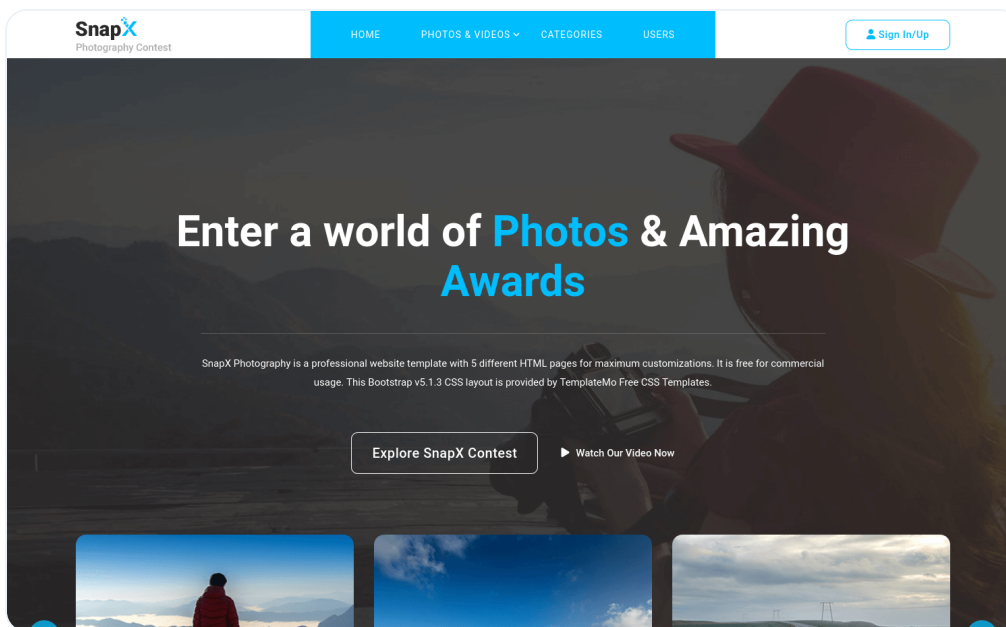 SnapX
Photography Contest
HOME
PHOTOS & VIDEOS
CATEGORIES
USERS
Sign In/Up
Enter a world of Photos & Amazing
Awards
SnapX Photography is a professional website template with 5 different HTML pages for maximum customizations. It is free for commercial
usage. This Bootstrap v5.1.3 CSS layout is provided by TemplateMo Free CSS Templates.
Explore SnapX Contest
Watch Our Video Now